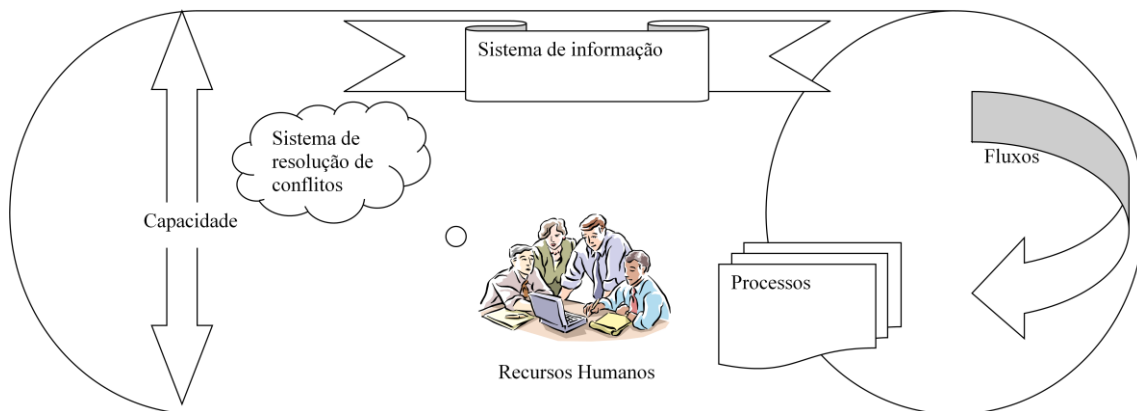 Sistema de informação
Sistema de
resolução de
conflitos
Fluxos
Capacidade
Processos
Recursos Humanos